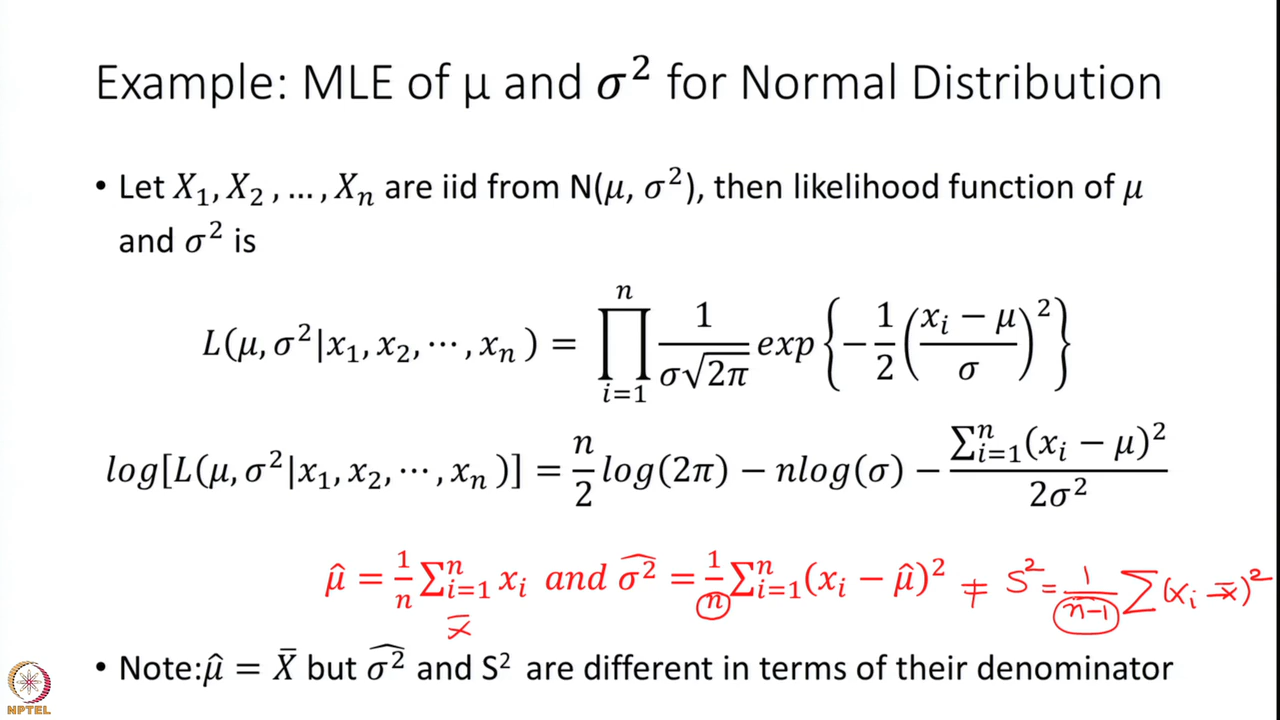 Example: MLE of μ and σ² for Normal Distribution
• Let X₁, X₂ , … , Xₙ are iid from N(μ, σ²), then likelihood function of μ
and σ² is
L(μ, σ²|x₁, x₂, ⋯ , xₙ ) = ∏ᵢ₌₁ⁿ 1/(σ√2π) exp{−1/2 ((xᵢ − μ)/σ)²}
log[L(μ, σ²|x₁, x₂, ⋯ , xₙ )] = n/2 log(2π) − nlog(σ) − ∑ᵢ₌₁ⁿ(xᵢ − μ)²/2σ²
μ̂ = 1/n ∑ᵢ₌₁ⁿ xᵢ and σ²̂ = 1/n ∑ᵢ₌₁ⁿ(xᵢ − μ̂)² ≠ S² = 1/(n-1) ∑(xᵢ - x̄)²
x̄
• Note:μ̂ = X̄ but σ²̂ and S² are different in terms of their denominator
NPTEL